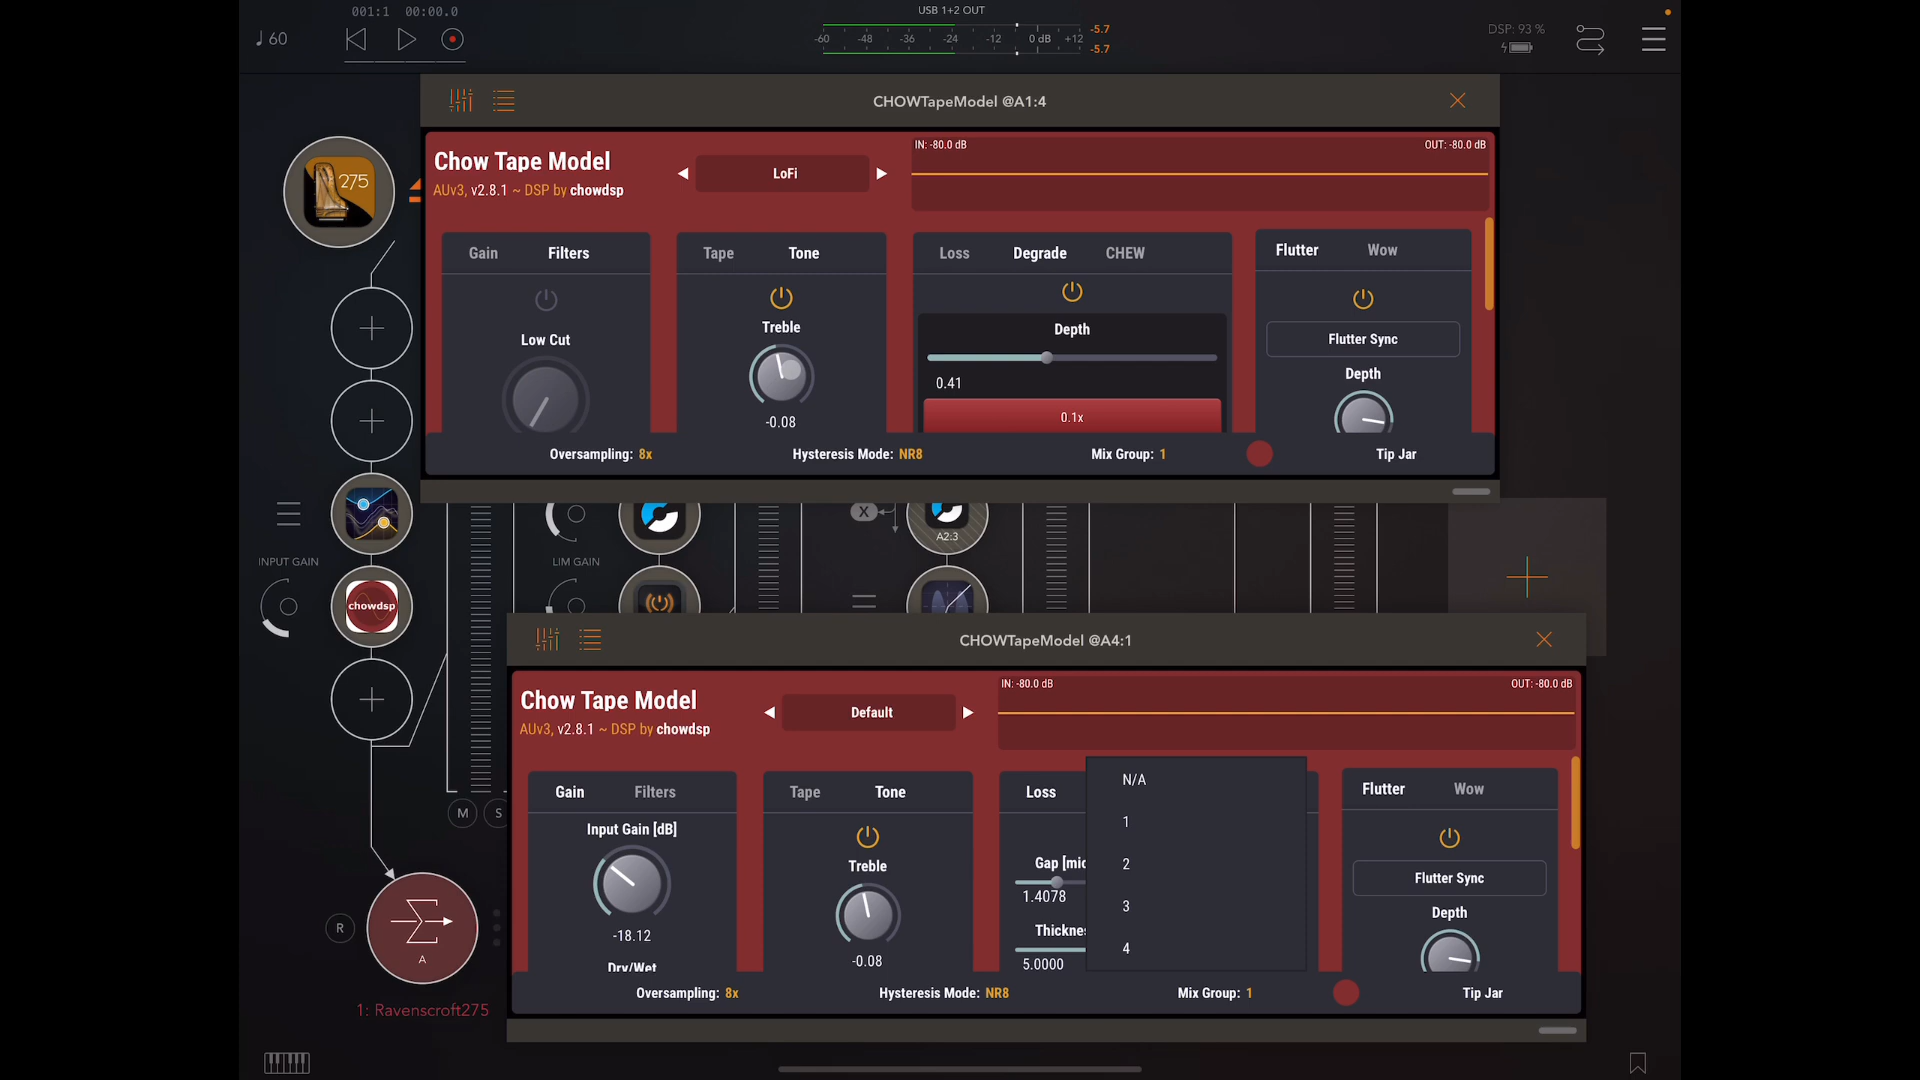 USB 1+2 OUT
001:1 00:00.0
♩60
-60 -48 -36 -24 -12 0 dB +12
-5.7
-5.7
DSP: 93 %
CHOWTapeModel @A1:4
Chow Tape Model
AUv3, v2.8.1 ~ DSP by chowdsp
LoFi
IN: -80.0 dB
OUT: -80.0 dB
275
Gain Filters
Tape Tone
Loss Degrade CHEW
Flutter Wow
Low Cut
Treble
-0.08
Depth
0.41
0.1x
Flutter Sync
Depth
Oversampling: 8x
Hysteresis Mode: NR8
Mix Group: 1
Tip Jar
INPUT GAIN
LIM GAIN
X
A2:3
chowdsp
CHOWTapeModel @A4:1
Chow Tape Model
AUv3, v2.8.1 ~ DSP by chowdsp
Default
IN: -80.0 dB
OUT: -80.0 dB
Gain Filters
Tape Tone
Loss
Flutter Wow
Input Gain [dB]
-18.12
Dry/Wet
Treble
-0.08
Gap [mic
1.4078
Thicknes
5.0000
N/A
1
2
3
4
Flutter Sync
Depth
Oversampling: 8x
Hysteresis Mode: NR8
Mix Group: 1
Tip Jar
M S
R
A
1: Ravenscroft275